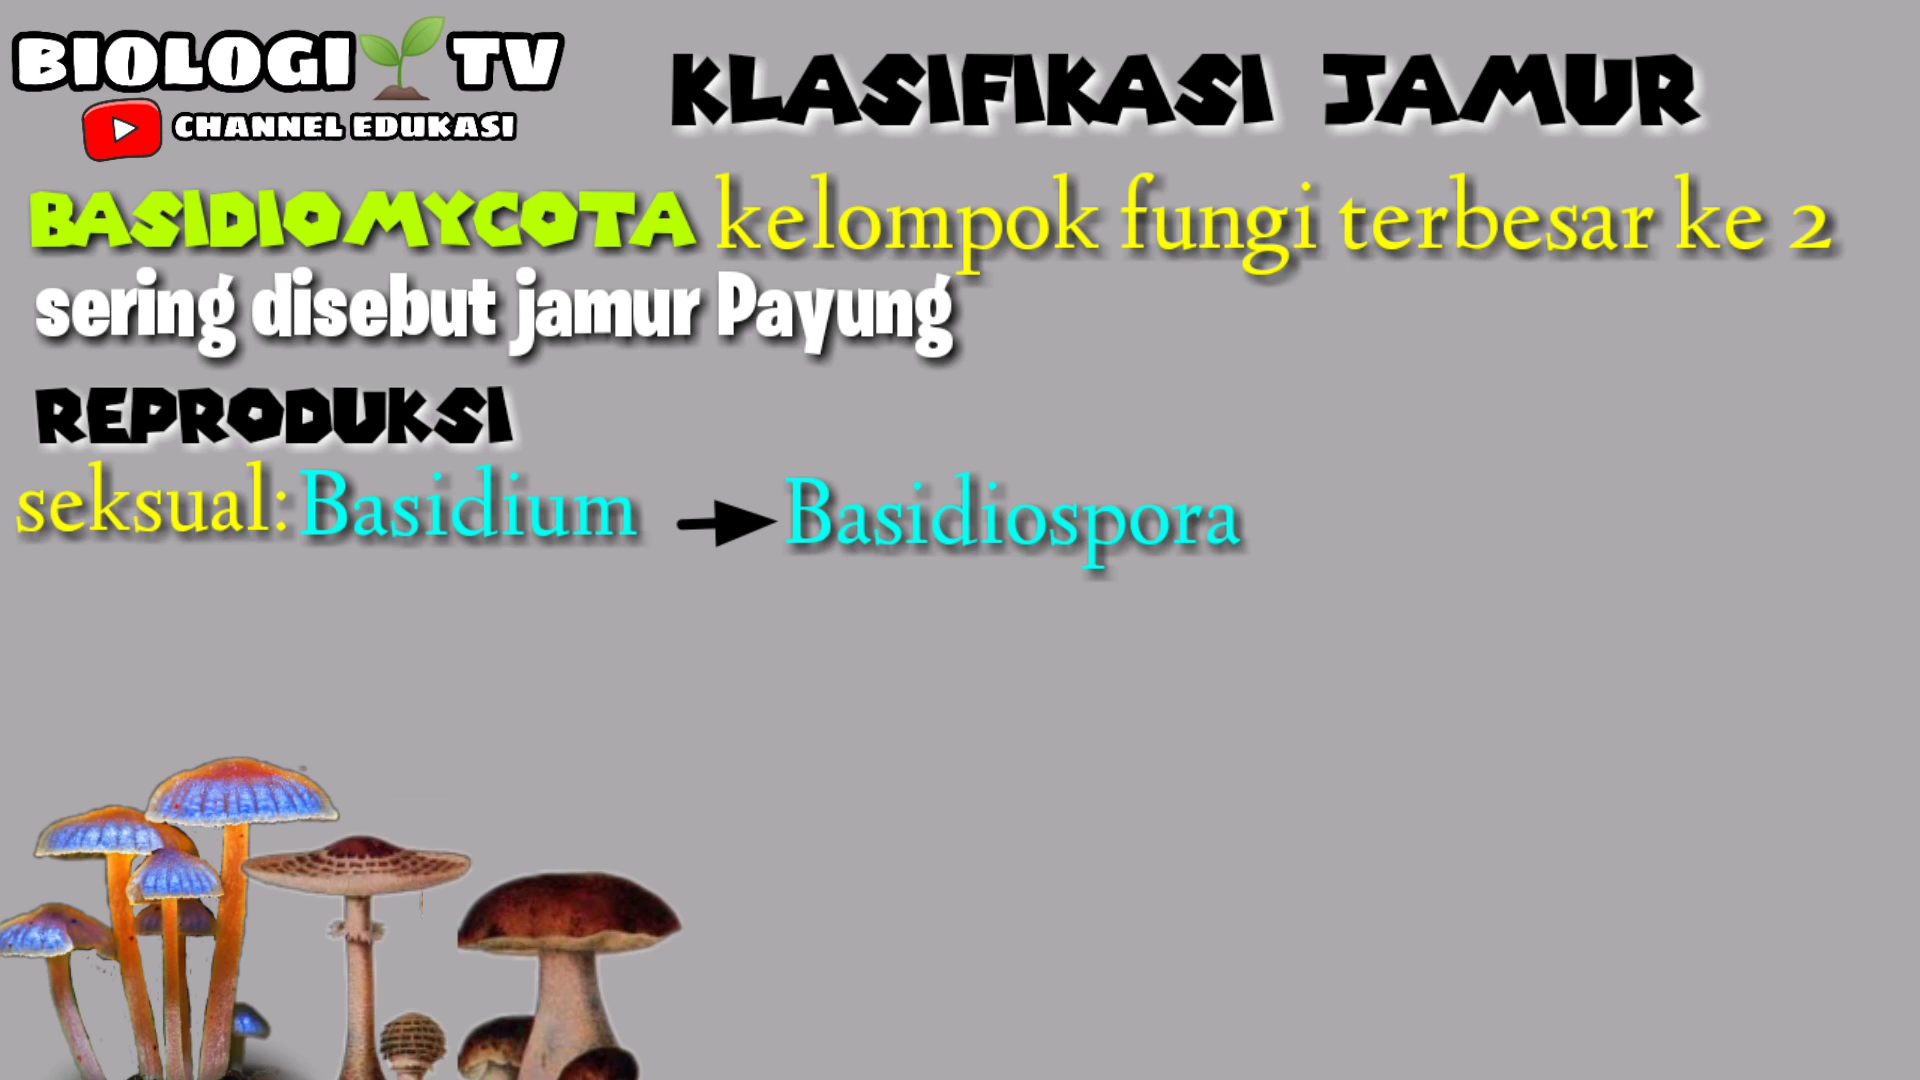 BIOLOGI TV
CHANNEL EDUKASI
KLASIFIKASI JAMUR
BASIDIOMYCOTA kelompok fungi terbesar ke 2
sering disebut jamur Payung
REPRODUKSI
seksual: Basidium → Basidiospora